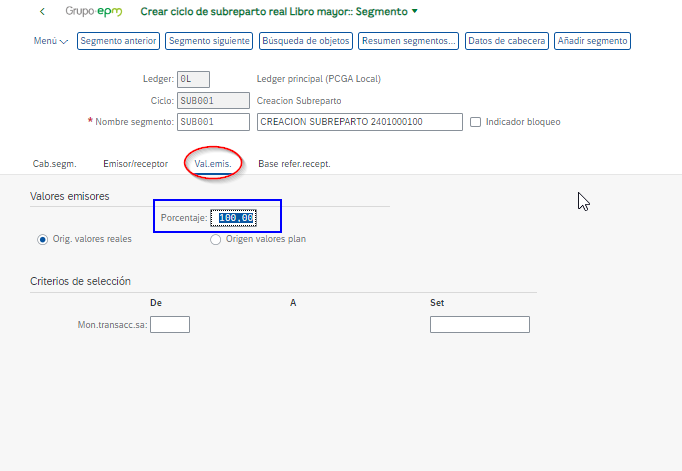 Grupo·epm Crear ciclo de subreparto real Libro mayor:: Segmento
Menú Segmento anterior Segmento siguiente Búsqueda de objetos Resumen segmentos... Datos de cabecera Añadir segmento
Ledger: 0L Ledger principal (PCGA Local)
Ciclo: SUB001 Creacion Subreparto
* Nombre segmento: SUB001 CREACION SUBREPARTO 2401000100 Indicador bloqueo
Cab.segm. Emisor/receptor Val.emis. Base refer.recept.
Valores emisores
Porcentaje: 100,00
Orig. valores reales Origen valores plan
Criterios de selección
De A Set
Mon.transacc.sa: